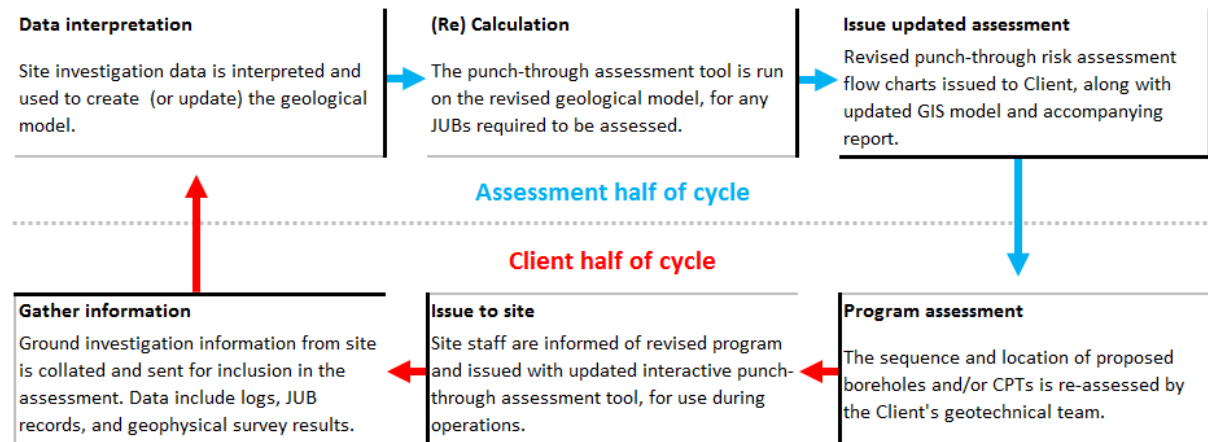 Data interpretation
Site investigation data is interpreted and
used to create (or update) the geological
model.
(Re) Calculation
The punch-through assessment tool is run
on the revised geological model, for any
JUBs required to be assessed.
Issue updated assessment
Revised punch-through risk assessment
flow charts issued to Client, along with
updated GIS model and accompanying
report.
Assessment half of cycle
Client half of cycle
Gather information
Ground investigation information from site
is collated and sent for inclusion in the
assessment. Data include logs, JUB
records, and geophysical survey results.
Issue to site
Site staff are informed of revised program
and issued with updated interactive punch-
through assessment tool, for use during
operations.
Program assessment
The sequence and location of proposed
boreholes and/or CPTs is re-assessed by
the Client's geotechnical team.